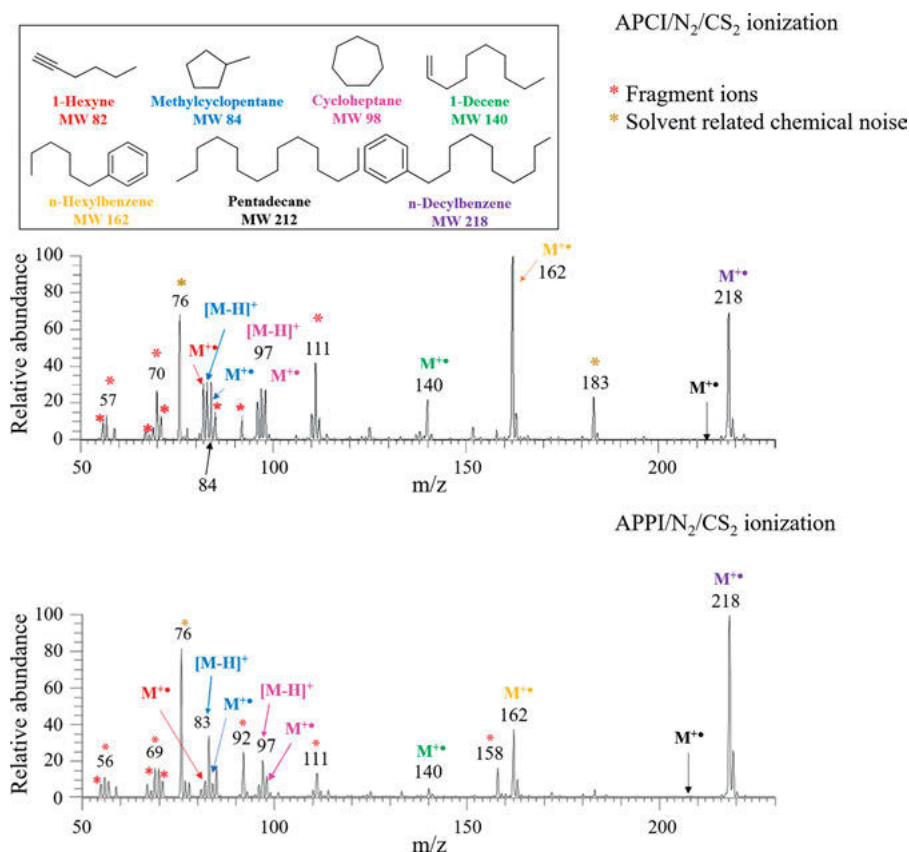 APCI/N₂/CS₂ ionization
1-Hexyne
MW 82
Methylcyclopentane
MW 84
Cycloheptane
MW 98
1-Decene
MW 140
* Fragment ions
* Solvent related chemical noise
n-Hexylbenzene
MW 162
Pentadecane
MW 212
n-Decylbenzene
MW 218
Relative abundance
100
80
60
40
20
0
*
76
[M-H]⁺
M⁺•
M⁺•
[M-H]⁺
97
M⁺•
*
111
*
57
*
70
*
*
*
*
*
84
M⁺•
140
M⁺•
162
*
183
M⁺•
M⁺•
218
50
100
150
200
m/z
APPI/N₂/CS₂ ionization
Relative abundance
100
80
60
40
20
0
*
76
[M-H]⁺
83
M⁺•
M⁺•
*
92
[M-H]⁺
97
M⁺•
*
111
*
56
*
69
*
*
*
M⁺•
140
*
158
M⁺•
162
M⁺•
M⁺•
218
50
100
150
200
m/z